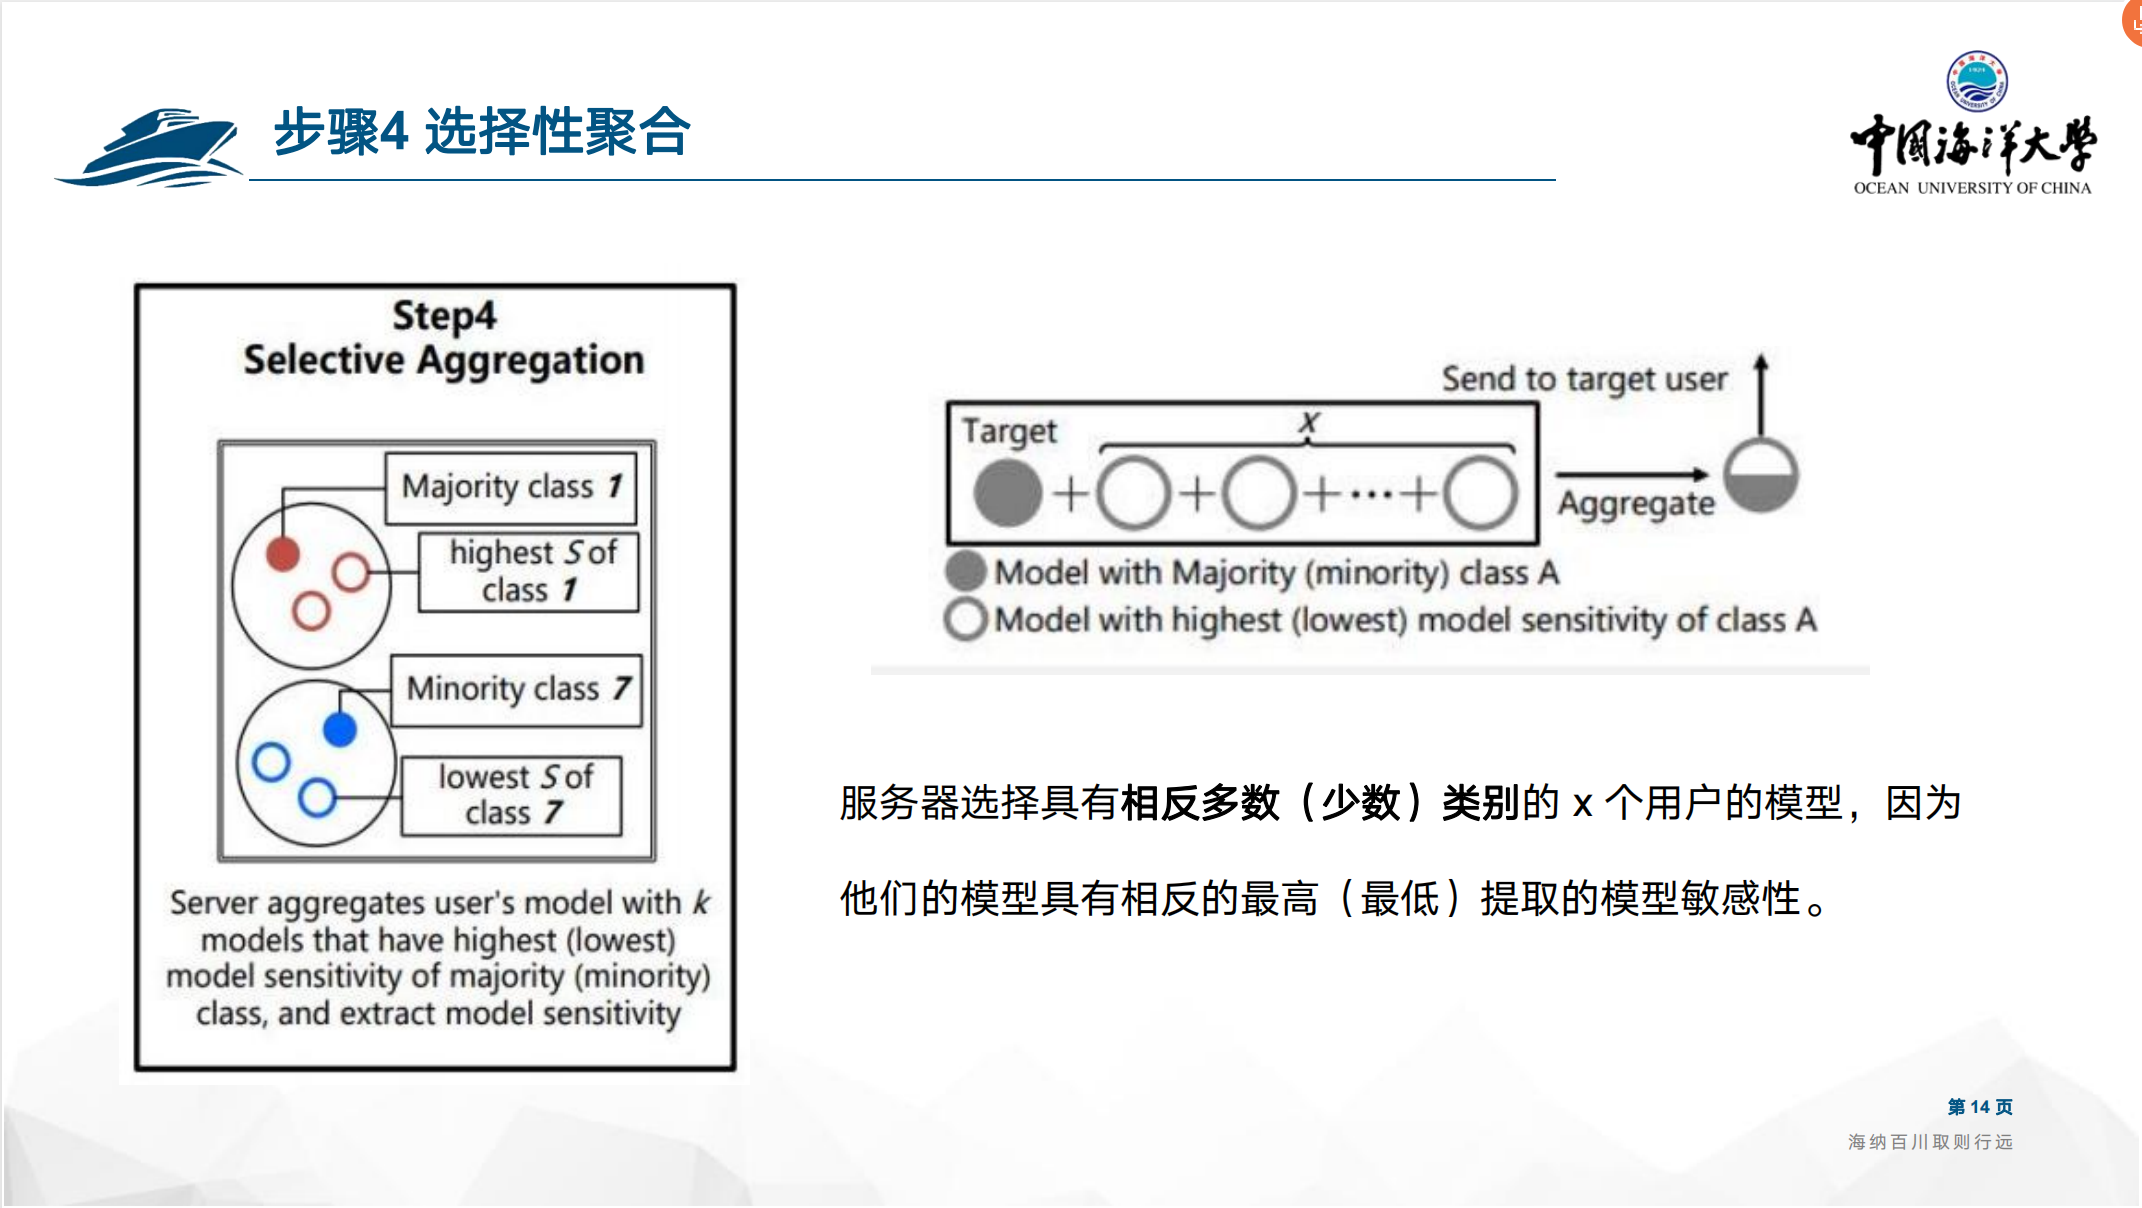 步骤4 选择性聚合
中国海洋大学
OCEAN UNIVERSITY OF CHINA
Step4
Selective Aggregation
Majority class 1
highest S of
class 1
Minority class 7
lowest S of
class 7
Server aggregates user's model with k
models that have highest (lowest)
model sensitivity of majority (minority)
class, and extract model sensitivity
Send to target user
Target
x
+ + +···+
Aggregate
Model with Majority (minority) class A
Model with highest (lowest) model sensitivity of class A
服务器选择具有相反多数（少数）类别的 x 个用户的模型，因为
他们的模型具有相反的最高（最低）提取的模型敏感性。
第 14 页
海纳百川取则行远